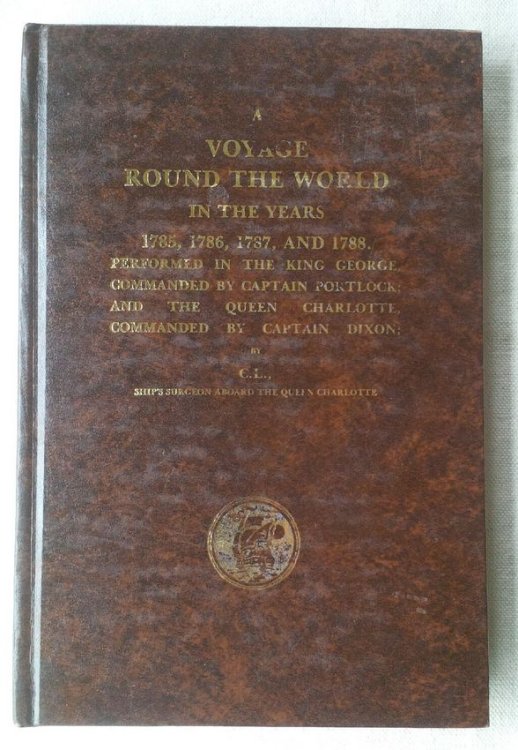 A
VOYAGE
ROUND THE WORLD
IN THE YEARS
1785, 1786, 1787, AND 1788.
PERFORMED IN THE KING GEORGE,
COMMANDED BY CAPTAIN PORTLOCK;
AND THE QUEEN CHARLOTTE,
COMMANDED BY CAPTAIN DIXON;
BY
C.L.,
SHIP'S SURGEON ABOARD THE QUEEN CHARLOTTE